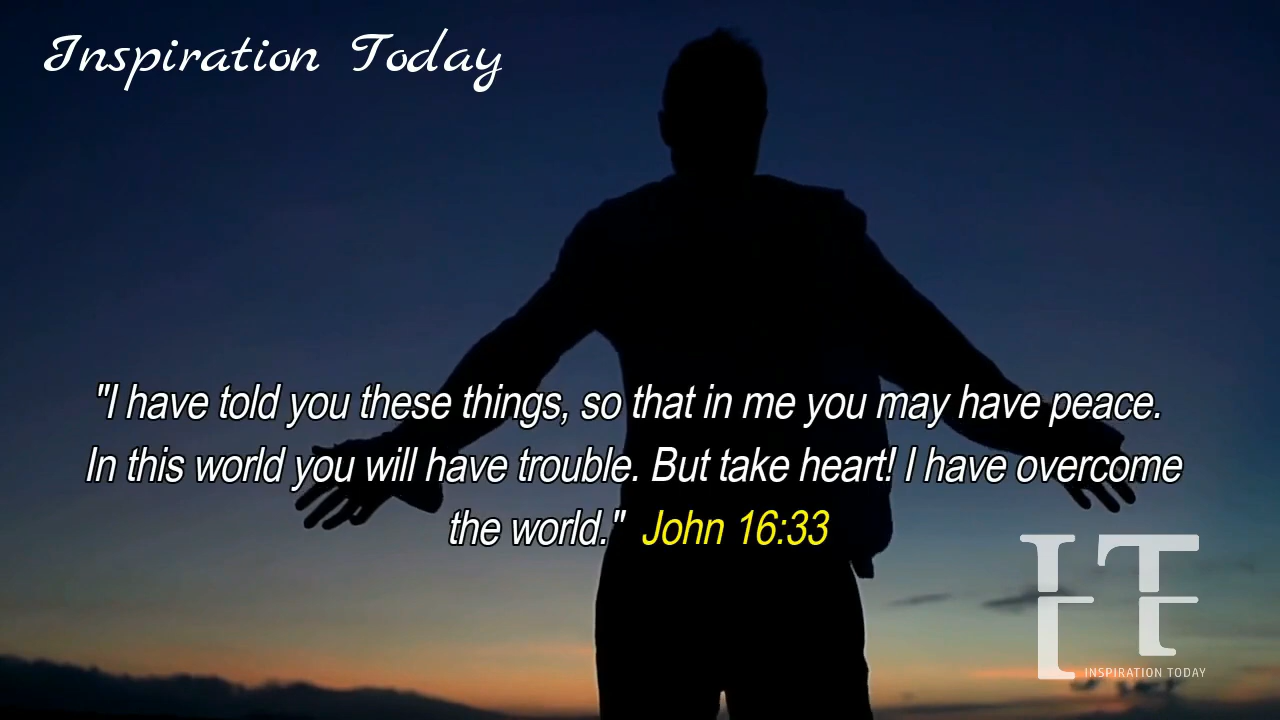 Inspiration Today
"I have told you these things, so that in me you may have peace.
In this world you will have trouble. But take heart! I have overcome
the world." John 16:33
IT
INSPIRATION TODAY